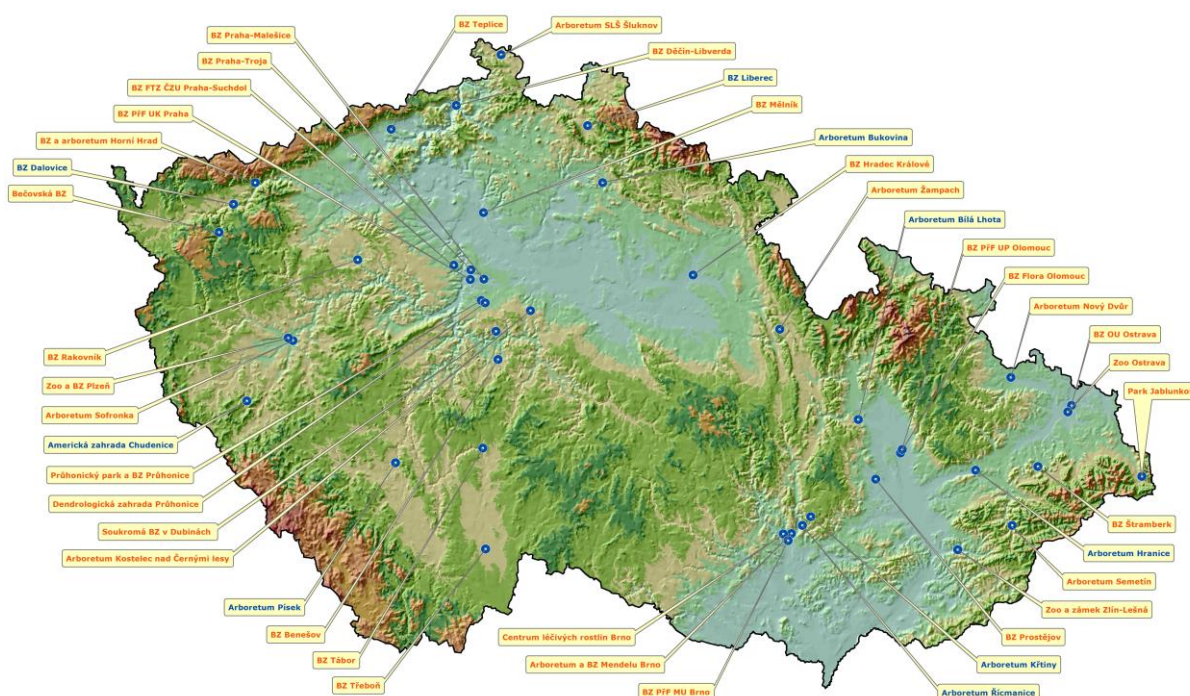 BZ Teplice
Arboretum SLŠ Šluknov
BZ Praha-Malešice
BZ Děčín-Libverda
BZ Praha-Troja
BZ Liberec
BZ FTZ ČZU Praha-Suchdol
BZ Mělník
BZ PřF UK Praha
Arboretum Bukovina
BZ a arboretum Horní Hrad
BZ Hradec Králové
BZ Dalovice
Arboretum Žampach
Bečovská BZ
Arboretum Bílá Lhota
BZ PřF UP Olomouc
BZ Flora Olomouc
Arboretum Nový Dvůr
BZ OU Ostrava
BZ Rakovník
Zoo Ostrava
Zoo a BZ Plzeň
Park Jablunkov
Arboretum Sofronka
Americká zahrada Chudenice
Průhonický park a BZ Průhonice
Dendrologická zahrada Průhonice
Soukromá BZ v Dubinách
BZ Štramberk
Arboretum Kostelec nad Černými lesy
Arboretum Hranice
Arboretum Semetín
Arboretum Písek
Zoo a zámek Zlín-Lešná
BZ Benešov
Centrum léčivých rostlin Brno
BZ Prostějov
BZ Tábor
Arboretum a BZ Mendelu Brno
Arboretum Křtiny
BZ Třeboň
BZ PřF MU Brno
Arboretum Řícmanice